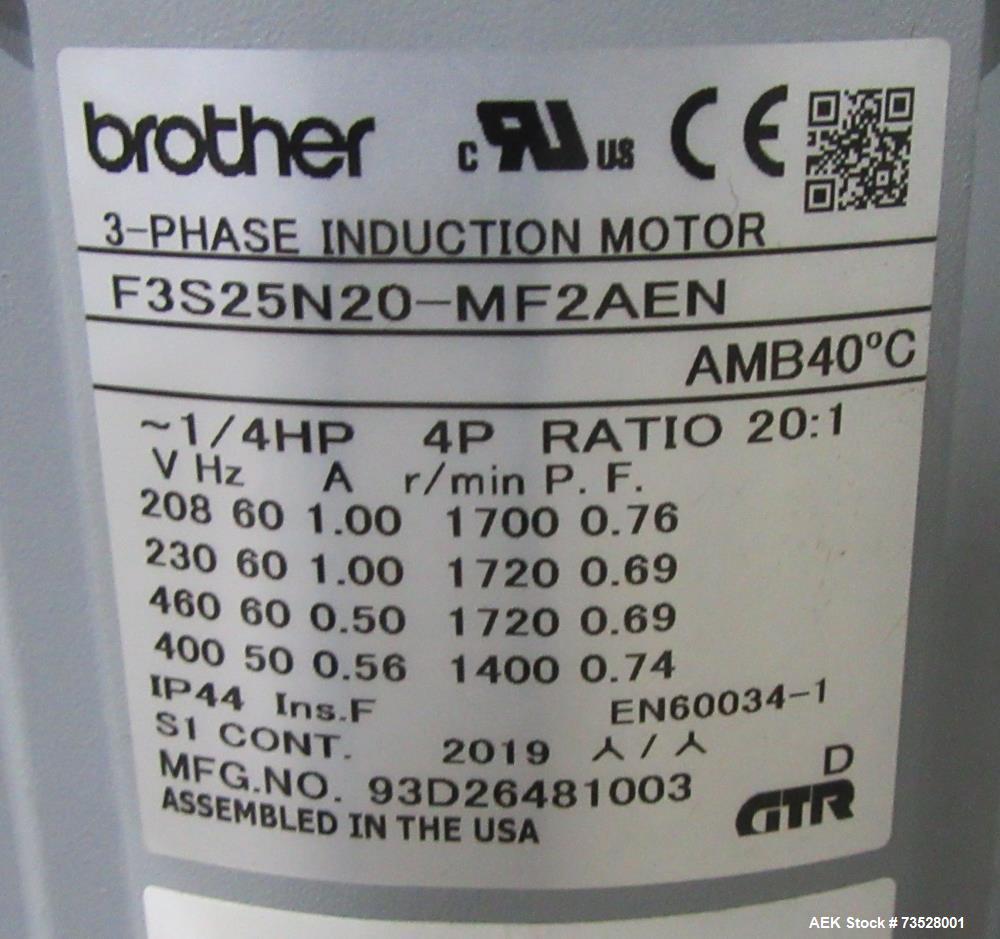 brother c RU US CE
3-PHASE INDUCTION MOTOR
F3S25N20-MF2AEN
AMB40°C
~1/4HP 4P RATIO 20:1
V Hz A r/min P. F.
208 60 1.00 1700 0.76
230 60 1.00 1720 0.69
460 60 0.50 1720 0.69
400 50 0.56 1400 0.74
IP44 Ins.F EN60034-1
S1 CONT. 2019 人/人
D
MFG.NO. 93D26481003
GTR
ASSEMBLED IN THE USA
AEK Stock # 73528001